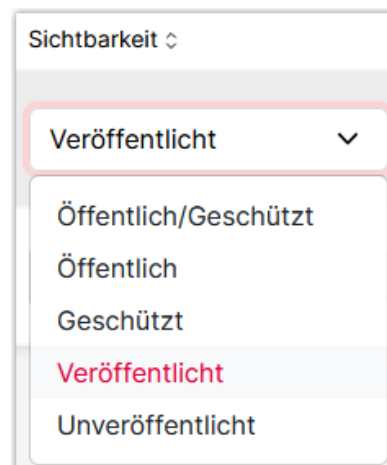 Sichtbarkeit
Veröffentlicht
Öffentlich/Geschützt
Öffentlich
Geschützt
Veröffentlicht
Unveröffentlicht